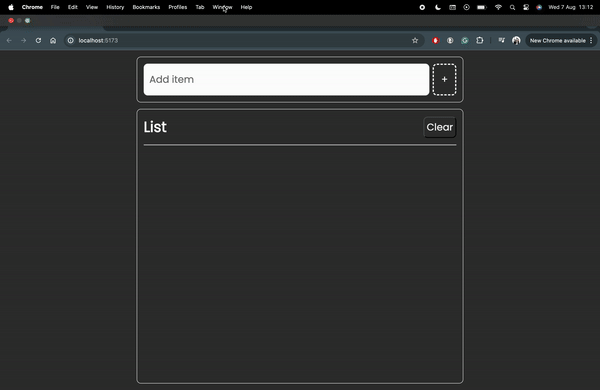 Chrome File Edit View History Bookmarks Profiles Tab Window Help Wed 7 Aug 13:12
localhost:5173 New Chrome available
Add item +
List Clear